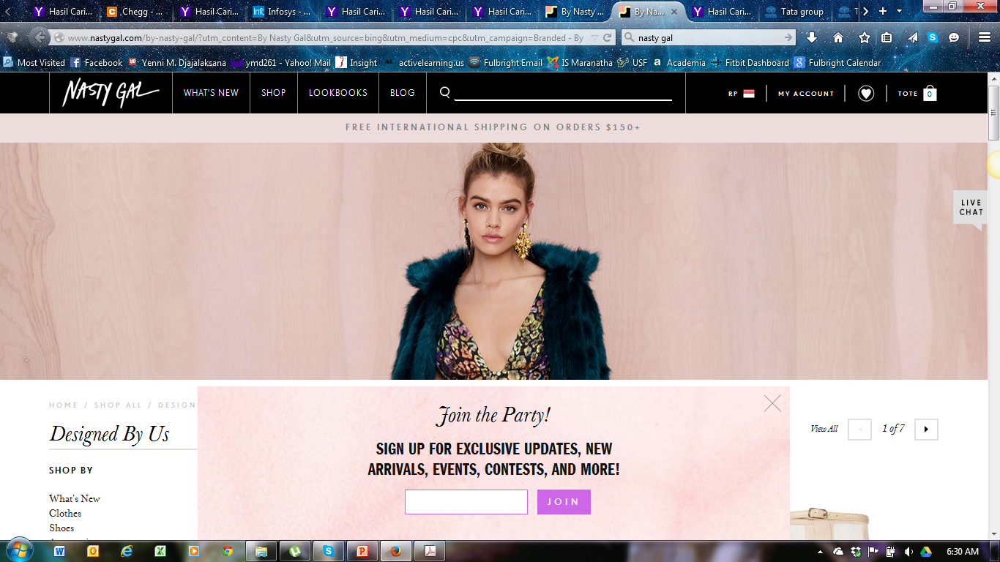 Hasil Cari...
.Chegg - ...
Hasil Cari...
Infosys - ...
Hasil Cari...
Hasil Cari...
Hasil Cari...
By Nasty ...
By Na...
Hasil Cari...
Tata group
www.nastygal.com/by-nasty-gal/?utm_content=By Nasty Gal&utm_source=bing&utm_medium=cpc&utm_campaign=Branded - By
nasty gal
Most Visited
Facebook
Yenni M. Djajalaksana
ymd261 - Yahoo! Mail
Insight
activelearning.us
Fulbright Email
IS Maranatha
USF
Academia
Fitbit Dashboard
Fulbright Calendar
NASTY GAL
WHAT'S NEW
SHOP
LOOKBOOKS
BLOG
RP
MY ACCOUNT
TOTE 0
FREE INTERNATIONAL SHIPPING ON ORDERS $150+
LIVE
CHAT
HOME / SHOP ALL / DESIGN
Designed By Us
View All
1 of 7
SHOP BY
What's New
Clothes
Shoes
Join the Party!
SIGN UP FOR EXCLUSIVE UPDATES, NEW
ARRIVALS, EVENTS, CONTESTS, AND MORE!
JOIN
6:30 AM